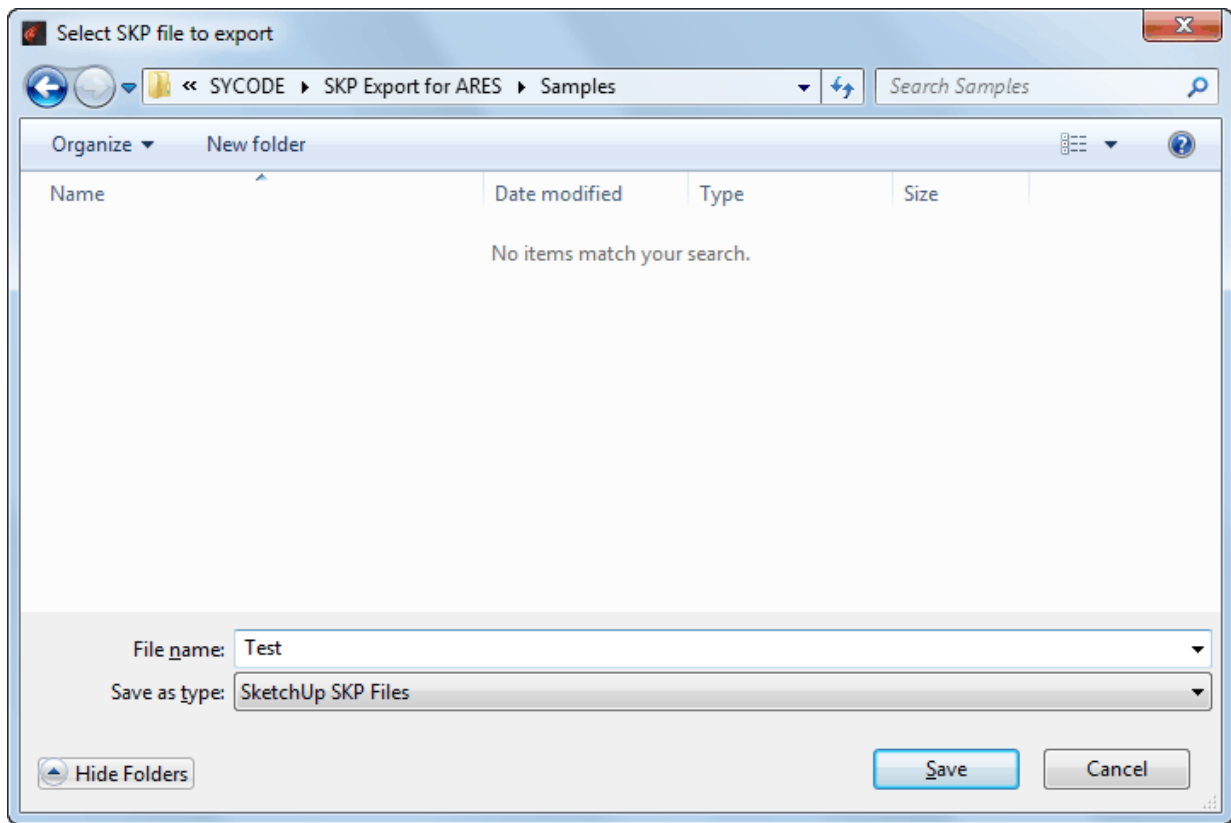 Select SKP file to export
« SYCODE ▸ SKP Export for ARES ▸ Samples Search Samples
Organize New folder
Name Date modified Type Size
No items match your search.
File name: Test
Save as type: SketchUp SKP Files
Hide Folders Save Cancel